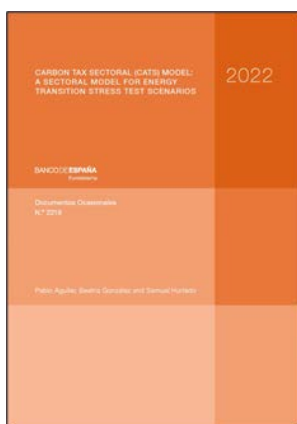 CARBON TAX SECTORAL (CATS) MODEL:
A SECTORAL MODEL FOR ENERGY
TRANSITION STRESS TEST SCENARIOS
2022
BANCO DE ESPAÑA
Eurosistema
Documentos Ocasionales
N.º 2218
Pablo Aguilar, Beatriz González and Samuel Hurtado